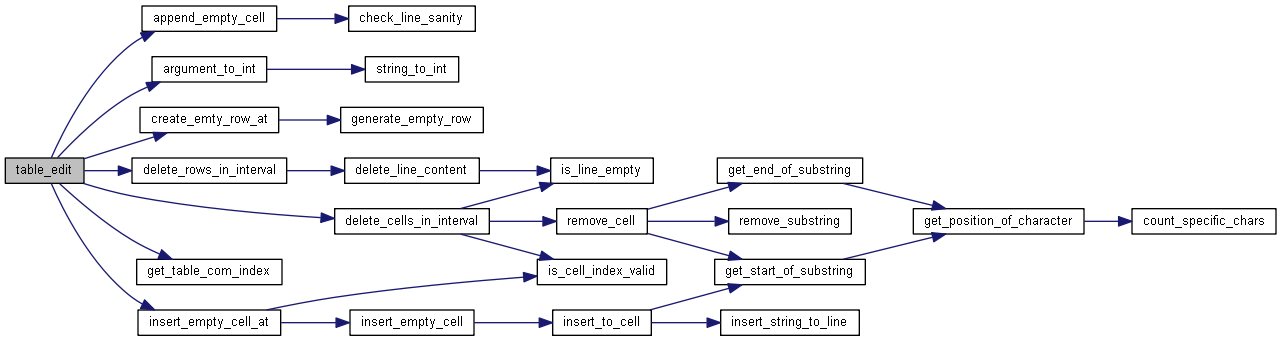 append_empty_cell
check_line_sanity
argument_to_int
string_to_int
create_emty_row_at
generate_empty_row
table_edit
delete_rows_in_interval
delete_line_content
is_line_empty
get_end_of_substring
delete_cells_in_interval
remove_cell
remove_substring
get_position_of_character
count_specific_chars
get_table_com_index
is_cell_index_valid
get_start_of_substring
insert_empty_cell_at
insert_empty_cell
insert_to_cell
insert_string_to_line